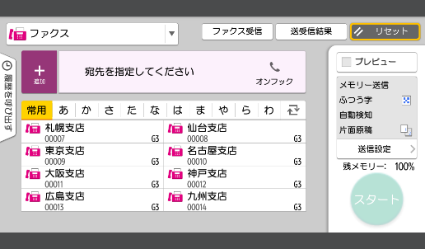 ファクス
ファクス受信
送受信結果
リセット
履歴を呼び出す
追加
宛先を指定してください
オンフック
常用 あ か さ た な は ま や ら わ
札幌支店
00007 G3
仙台支店
00008 G3
東京支店
00009 G3
名古屋支店
00010 G3
大阪支店
00011 G3
神戸支店
00012 G3
広島支店
00013 G3
九州支店
00014 G3
プレビュー
メモリー送信
ふつう字
自動検知
片面原稿
送信設定
残メモリー: 100%
スタート